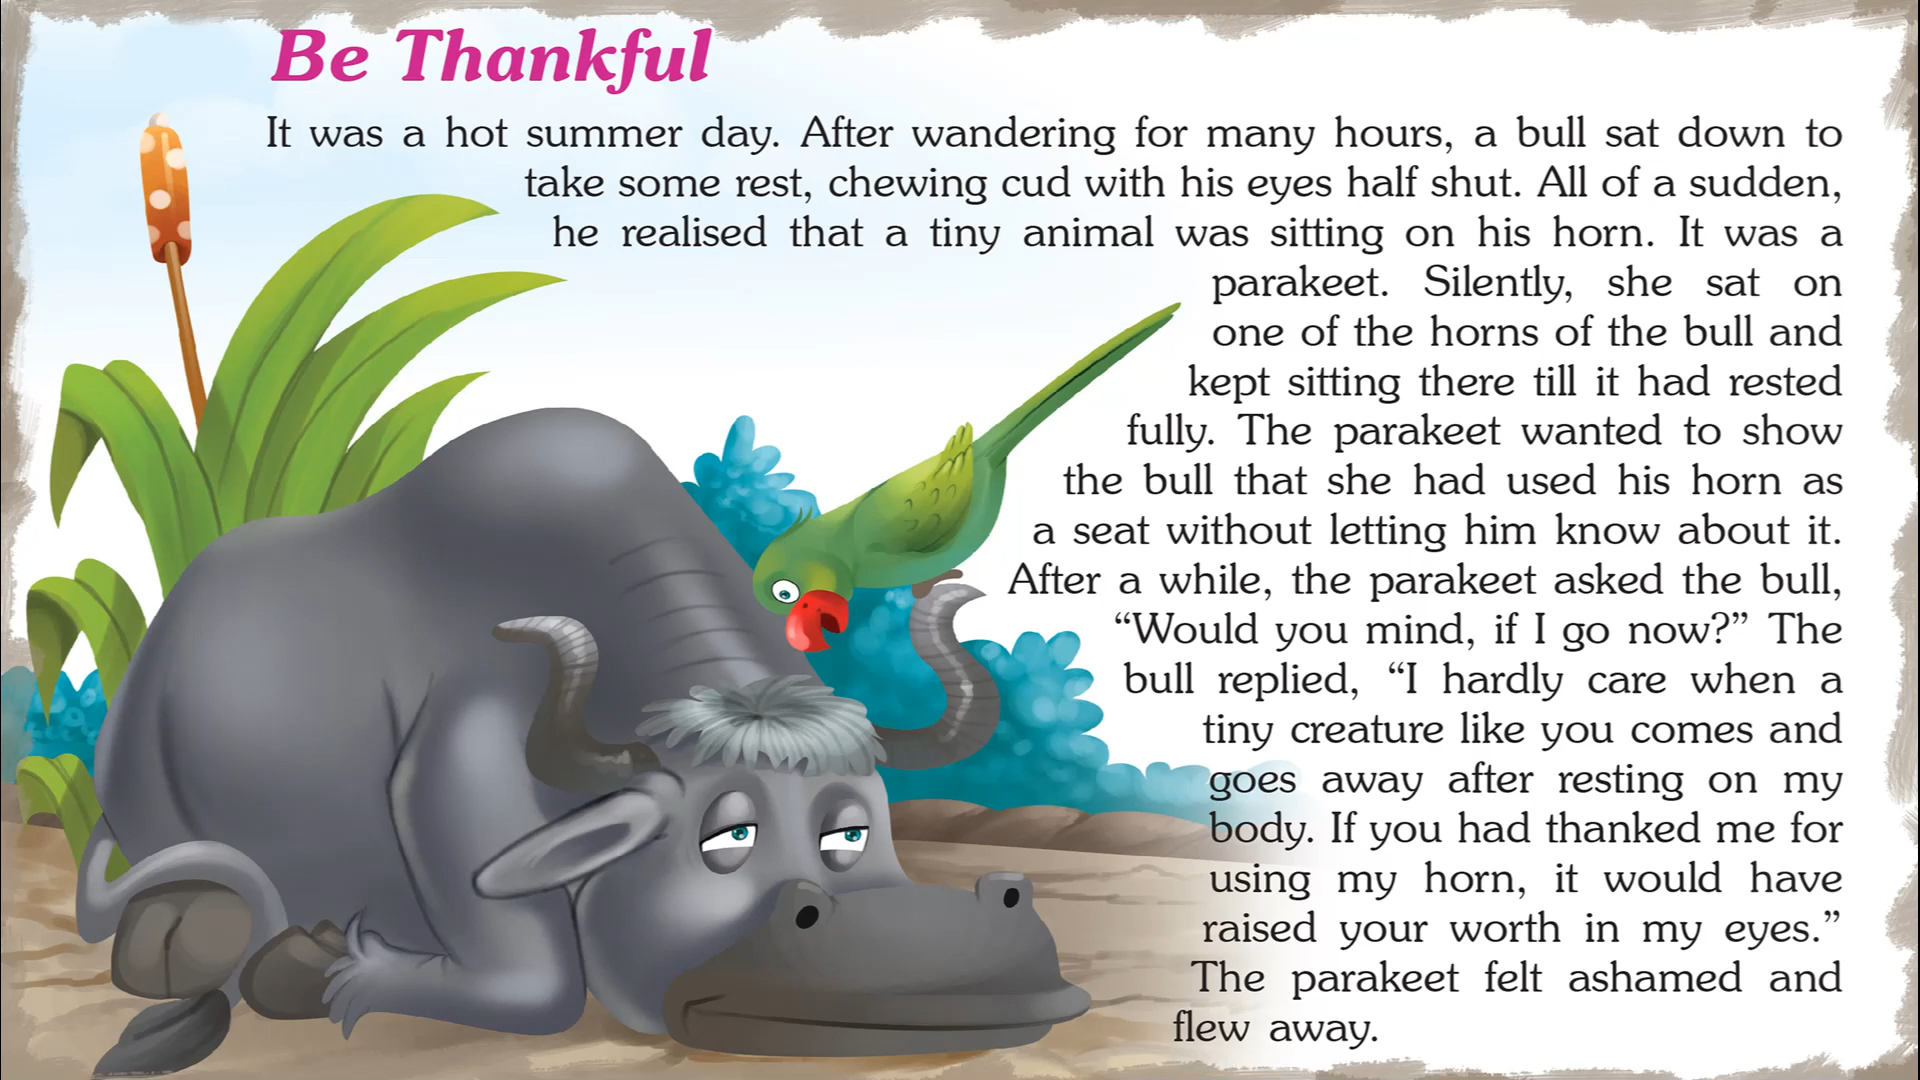 Be Thankful
It was a hot summer day. After wandering for many hours, a bull sat down to
take some rest, chewing cud with his eyes half shut. All of a sudden,
he realised that a tiny animal was sitting on his horn. It was a
parakeet. Silently, she sat on
one of the horns of the bull and
kept sitting there till it had rested
fully. The parakeet wanted to show
the bull that she had used his horn as
a seat without letting him know about it.
After a while, the parakeet asked the bull,
“Would you mind, if I go now?” The
bull replied, “I hardly care when a
tiny creature like you comes and
goes away after resting on my
body. If you had thanked me for
using my horn, it would have
raised your worth in my eyes.”
The parakeet felt ashamed and
flew away.